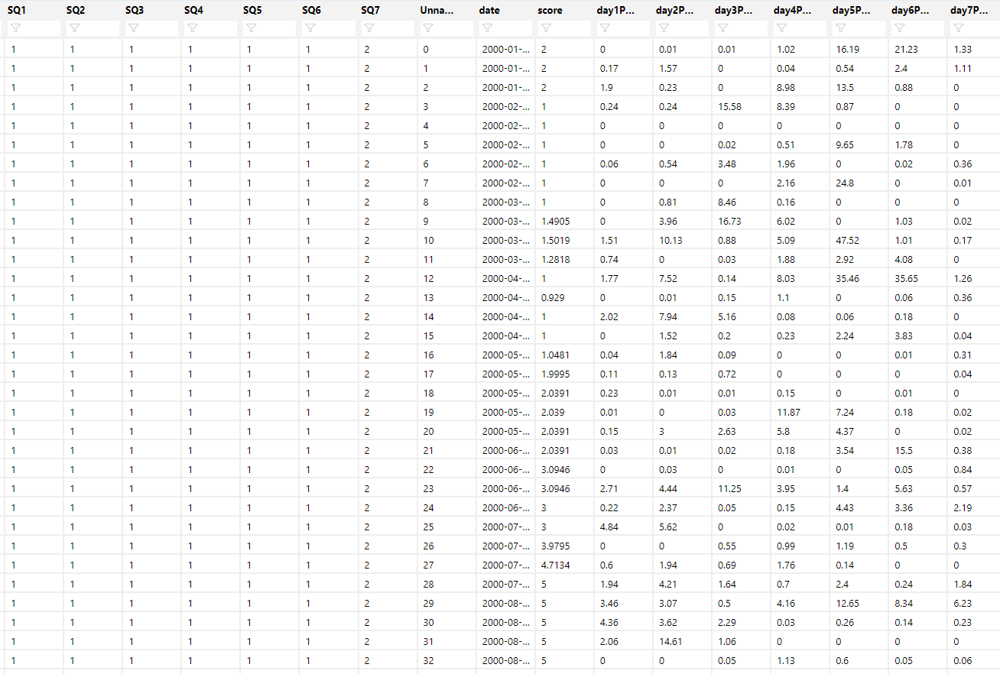 SQ1 SQ2 SQ3 SQ4 SQ5 SQ6 SQ7 Unna... date score day1P... day2P... day3P... day4P... day5P... day6P... day7P...
1 1 1 1 1 1 2 0 2000-01-... 2 0 0.01 0.01 1.02 16.19 21.23 1.33
1 1 1 1 1 1 2 1 2000-01-... 2 0.17 1.57 0 0.04 0.54 2.4 1.11
1 1 1 1 1 1 2 2 2000-01-... 2 1.9 0.23 0 8.98 13.5 0.88 0
1 1 1 1 1 1 2 3 2000-02-... 1 0.24 0.24 15.58 8.39 0.87 0 0
1 1 1 1 1 1 2 4 2000-02-... 1 0 0 0 0 0 0 0
1 1 1 1 1 1 2 5 2000-02-... 1 0 0 0.02 0.51 9.65 1.78 0
1 1 1 1 1 1 2 6 2000-02-... 1 0.06 0.54 3.48 1.96 0 0.02 0.36
1 1 1 1 1 1 2 7 2000-02-... 1 0 0 0 2.16 24.8 0 0.01
1 1 1 1 1 1 2 8 2000-03-... 1 0 0.81 8.46 0.16 0 0 0
1 1 1 1 1 1 2 9 2000-03-... 1.4905 0 3.96 16.73 6.02 0 1.03 0.02
1 1 1 1 1 1 2 10 2000-03-... 1.5019 1.51 10.13 0.88 5.09 47.52 1.01 0.17
1 1 1 1 1 1 2 11 2000-03-... 1.2818 0.74 0 0.03 1.88 2.92 4.08 0
1 1 1 1 1 1 2 12 2000-04-... 1 1.77 7.52 0.14 8.03 35.46 35.65 1.26
1 1 1 1 1 1 2 13 2000-04-... 0.929 0 0.01 0.15 1.1 0 0.06 0.36
1 1 1 1 1 1 2 14 2000-04-... 1 2.02 7.94 5.16 0.08 0.06 0.18 0
1 1 1 1 1 1 2 15 2000-04-... 1 0 1.52 0.2 0.23 2.24 3.83 0.04
1 1 1 1 1 1 2 16 2000-05-... 1.0481 0.04 1.84 0.09 0 0 0.01 0.31
1 1 1 1 1 1 2 17 2000-05-... 1.9995 0.11 0.13 0.72 0 0 0 0.04
1 1 1 1 1 1 2 18 2000-05-... 2.0391 0.23 0.01 0.01 0.15 0 0.01 0
1 1 1 1 1 1 2 19 2000-05-... 2.039 0.01 0 0.03 11.87 7.24 0.18 0.02
1 1 1 1 1 1 2 20 2000-05-... 2.0391 0.15 3 2.63 5.8 4.37 0 0.02
1 1 1 1 1 1 2 21 2000-06-... 2.0391 0.03 0.01 0.02 0.18 3.54 15.5 0.38
1 1 1 1 1 1 2 22 2000-06-... 3.0946 0 0.03 0 0.01 0 0.05 0.84
1 1 1 1 1 1 2 23 2000-06-... 3.0946 2.71 4.44 11.25 3.95 1.4 5.63 0.57
1 1 1 1 1 1 2 24 2000-06-... 3 0.22 2.37 0.05 0.15 4.43 3.36 2.19
1 1 1 1 1 1 2 25 2000-07-... 3 4.84 5.62 0 0.02 0.01 0.18 0.03
1 1 1 1 1 1 2 26 2000-07-... 3.9795 0 0 0.55 0.99 1.19 0.5 0.3
1 1 1 1 1 1 2 27 2000-07-... 4.7134 0.6 1.94 0.69 1.76 0.14 0 0
1 1 1 1 1 1 2 28 2000-07-... 5 1.94 4.21 1.64 0.7 2.4 0.24 1.84
1 1 1 1 1 1 2 29 2000-08-... 5 3.46 3.07 0.5 4.16 12.65 8.34 6.23
1 1 1 1 1 1 2 30 2000-08-... 5 4.36 3.62 2.29 0.03 0.26 0.14 0.23
1 1 1 1 1 1 2 31 2000-08-... 5 2.06 14.61 1.06 0 0 0 0
1 1 1 1 1 1 2 32 2000-08-... 5 0 0 0.05 1.13 0.6 0.05 0.06